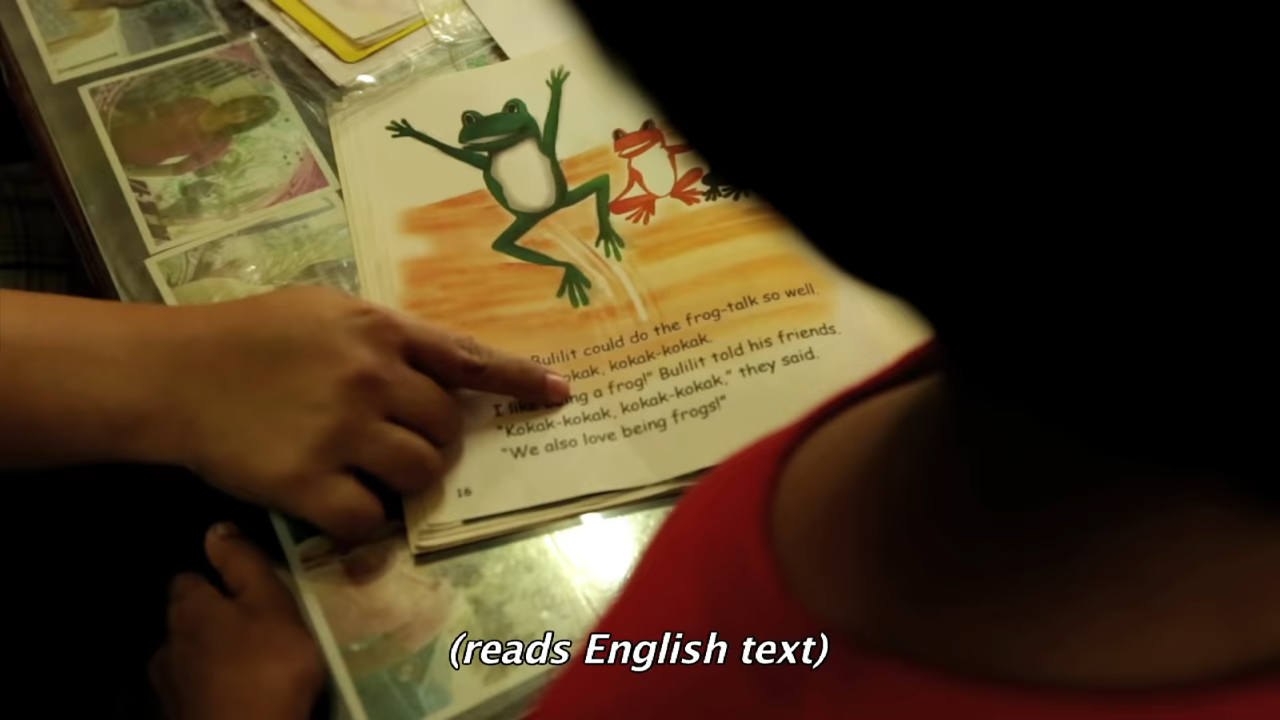 Bulilit could do the frog-talk so well.
kokak-kokak.
I like a frog!" Bulilit told his friends.
"Kokak-kokak, kokak-kokak," they said.
"We also love being frogs!"
16
(reads English text)